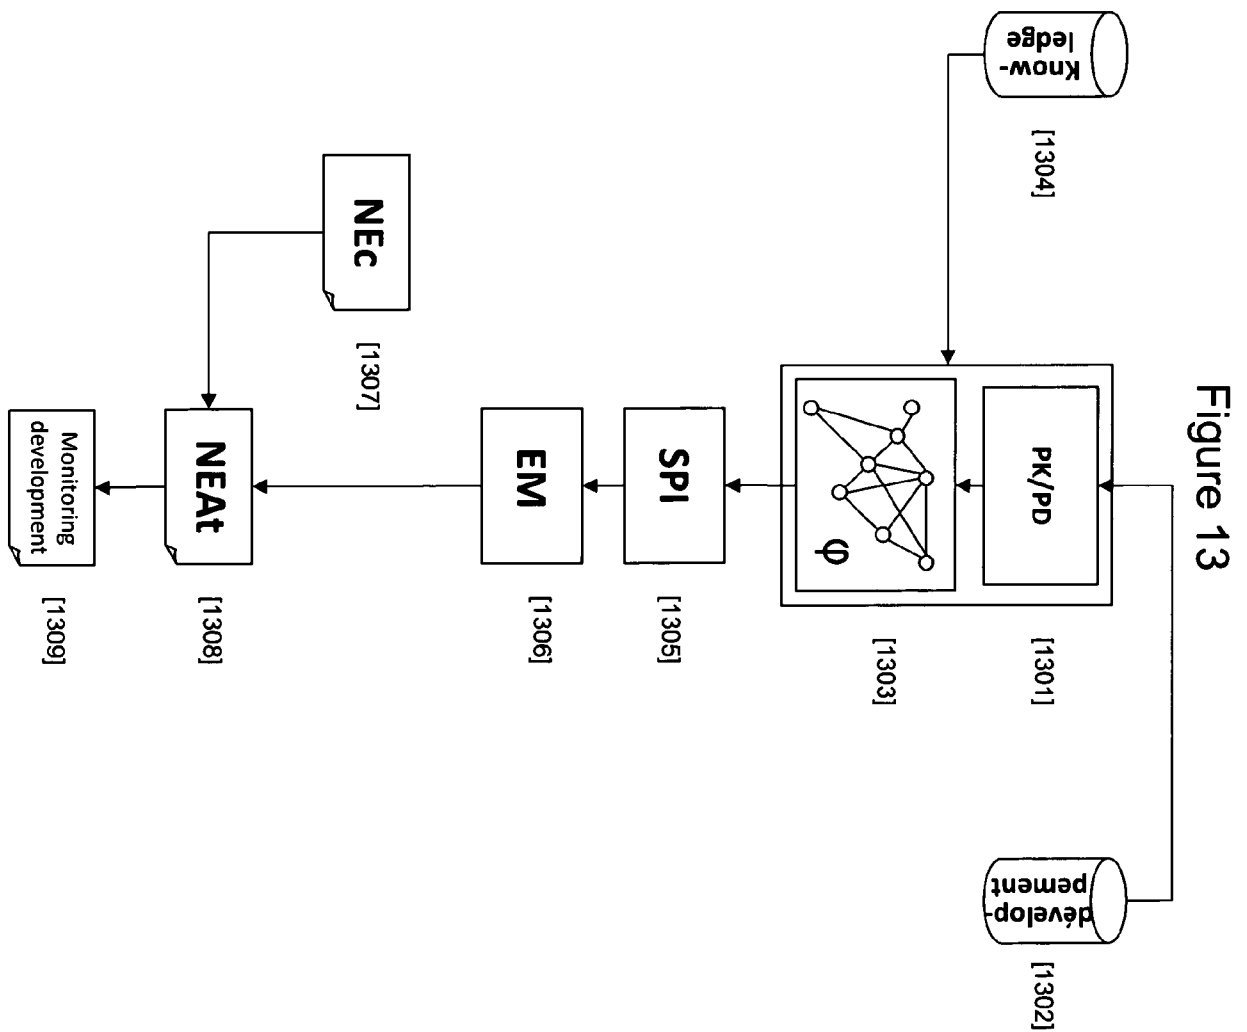 Figure 13
Know-
ledge
[1304]
dévelop-
pement
[1302]
PK/PD
[1301]
φ
[1303]
SPI
[1305]
EM
[1306]
NEc
[1307]
NEAt
[1308]
Monitoring
development
[1309]